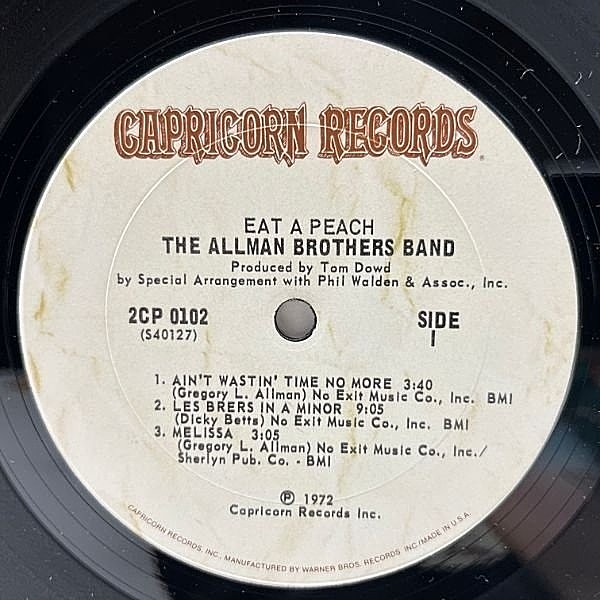 CAPRICORN RECORDS
EAT A PEACH
THE ALLMAN BROTHERS BAND
Produced by Tom Dowd
by Special Arrangement with Phil Walden & Assoc., Inc.
2CP 0102
(S40127)
SIDE
1
1. AIN'T WASTIN' TIME NO MORE 3:40
(Gregory L. Allman) No Exit Music Co., Inc. BMI
2. LES BRERS IN A MINOR 9:05
(Dicky Betts) No Exit Music Co., Inc. BMI
3. MELISSA 3:05
(Gregory L. Allman) No Exit Music Co., Inc./
Sherlyn Pub. Co. - BMI
Ⓟ 1972
Capricorn Records Inc.
CAPRICORN RECORDS, INC., MANUFACTURED BY WARNER BROS. RECORDS INC./MADE IN U.S.A.